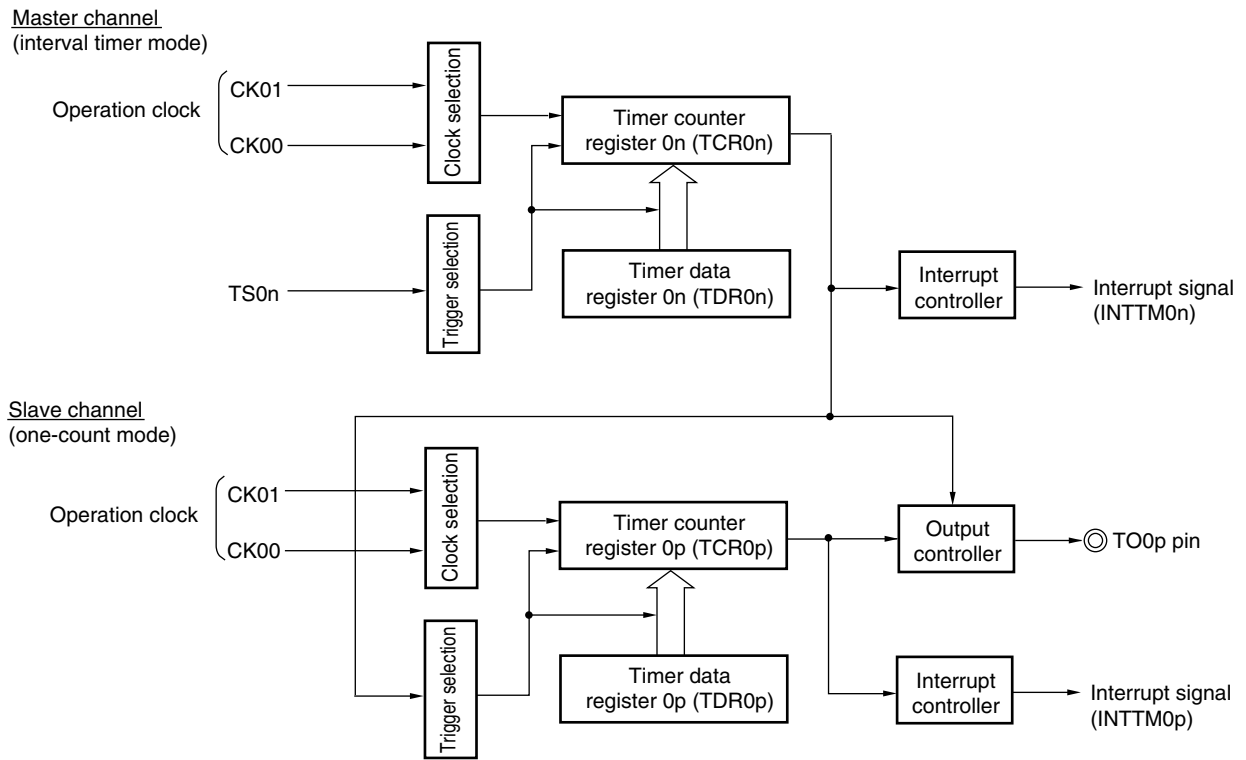 Master channel
(interval timer mode)
Operation clock
CK01
CK00
Clock selection
Timer counter
register 0n (TCR0n)
TS0n
Trigger selection
Timer data
register 0n (TDR0n)
Interrupt
controller
Interrupt signal
(INTTM0n)
Slave channel
(one-count mode)
Operation clock
CK01
CK00
Clock selection
Timer counter
register 0p (TCR0p)
Output
controller
TO0p pin
Trigger selection
Timer data
register 0p (TDR0p)
Interrupt
controller
Interrupt signal
(INTTM0p)